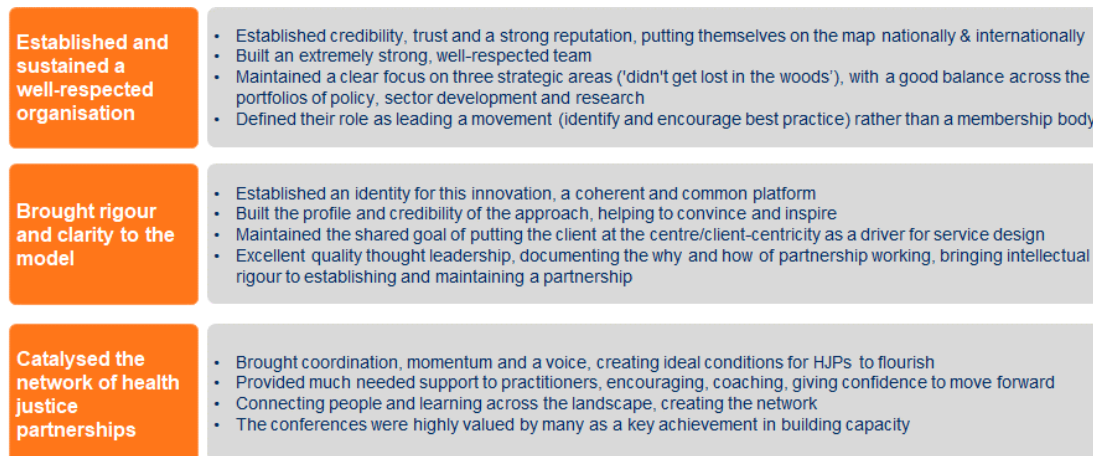 Established and
sustained a
well-respected
organisation
• Established credibility, trust and a strong reputation, putting themselves on the map nationally & internationally
• Built an extremely strong, well-respected team
• Maintained a clear focus on three strategic areas ('didn't get lost in the woods’), with a good balance across the
portfolios of policy, sector development and research
• Defined their role as leading a movement (identify and encourage best practice) rather than a membership body
Brought rigour
and clarity to the
model
• Established an identity for this innovation, a coherent and common platform
• Built the profile and credibility of the approach, helping to convince and inspire
• Maintained the shared goal of putting the client at the centre/client-centricity as a driver for service design
• Excellent quality thought leadership, documenting the why and how of partnership working, bringing intellectual
rigour to establishing and maintaining a partnership
Catalysed the
network of health
justice
partnerships
• Brought coordination, momentum and a voice, creating ideal conditions for HJPs to flourish
• Provided much needed support to practitioners, encouraging, coaching, giving confidence to move forward
• Connecting people and learning across the landscape, creating the network
• The conferences were highly valued by many as a key achievement in building capacity